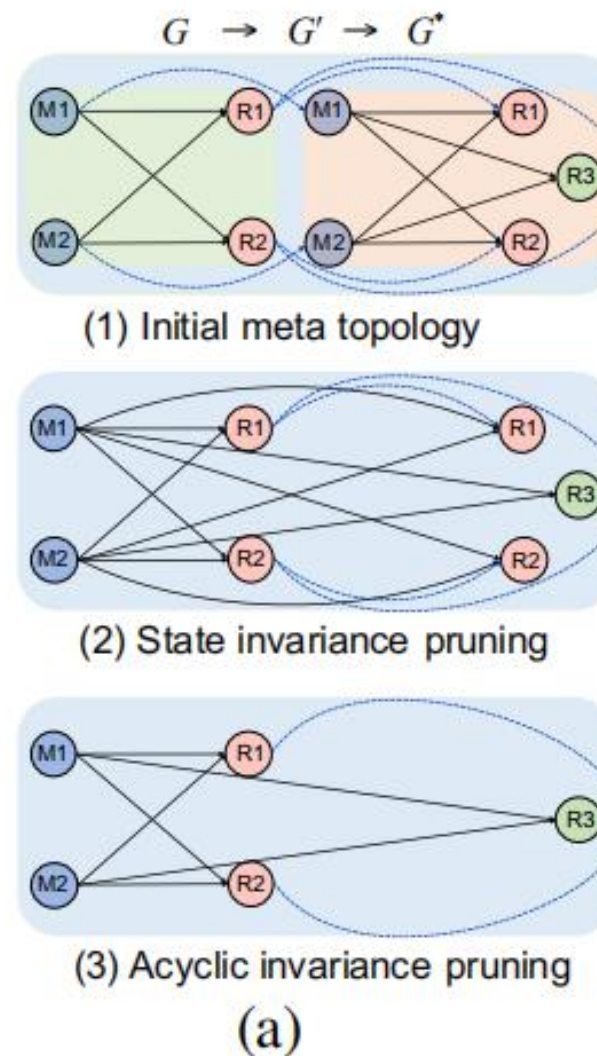 G → G′ → G*
M1 R1 M1 R1
R3
M2 R2 M2 R2
(1) Initial meta topology
M1 R1 R1
R3
M2 R2 R2
(2) State invariance pruning
M1 R1
R3
M2 R2
(3) Acyclic invariance pruning
(a)